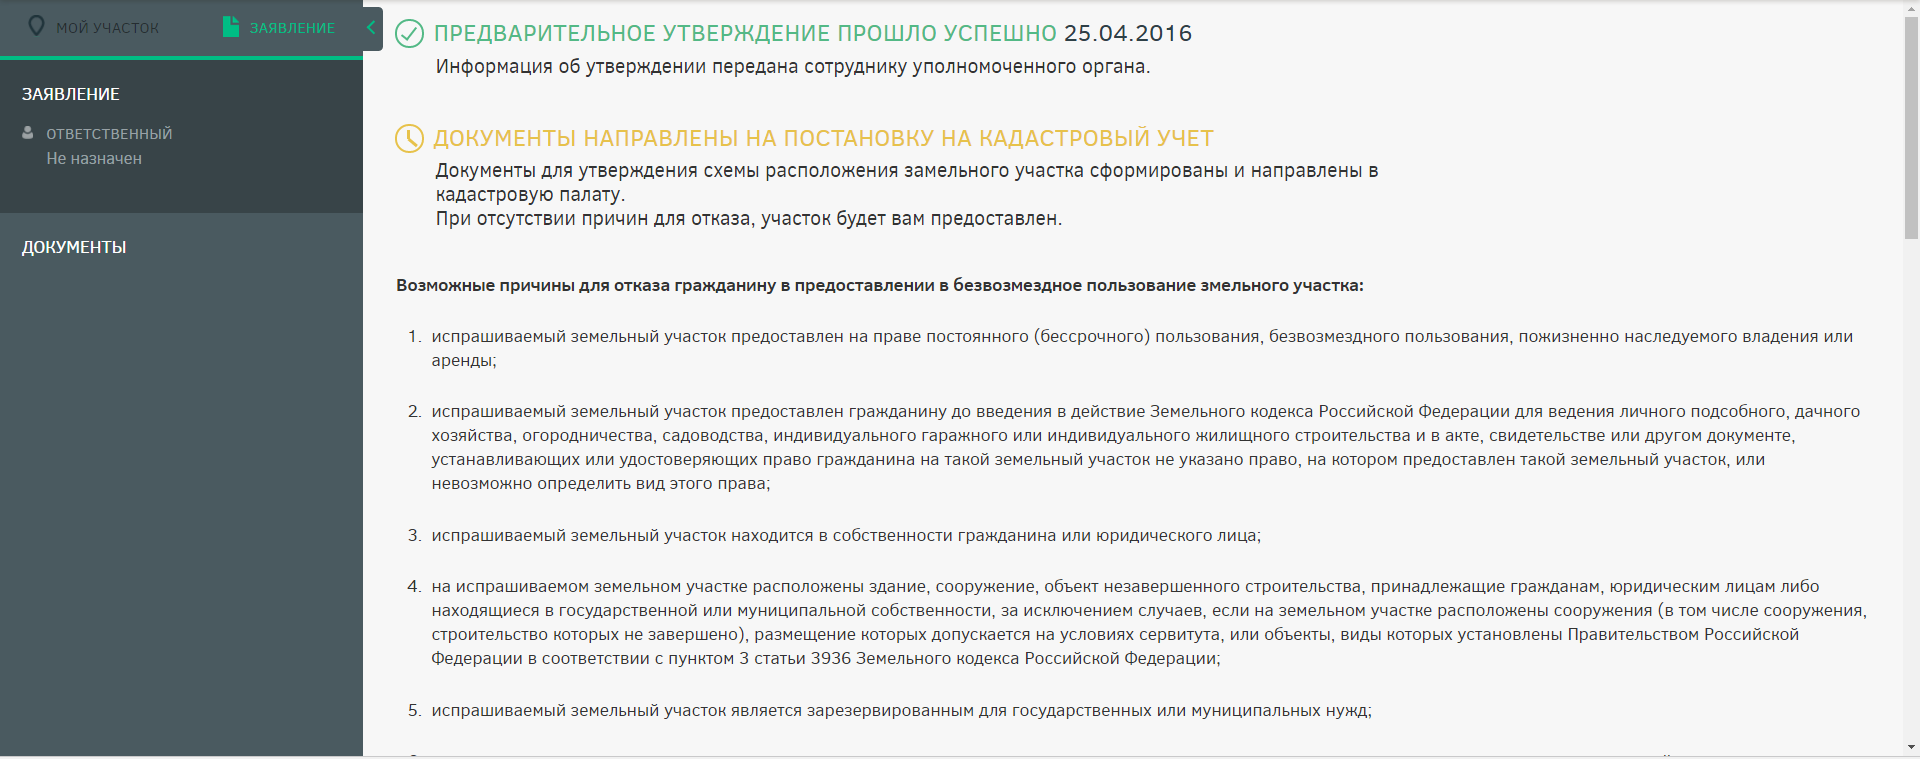 МОЙ УЧАСТОК
ЗАЯВЛЕНИЕ
ЗАЯВЛЕНИЕ
ОТВЕТСТВЕННЫЙ
Не назначен
ДОКУМЕНТЫ
ПРЕДВАРИТЕЛЬНОЕ УТВЕРЖДЕНИЕ ПРОШЛО УСПЕШНО 25.04.2016
Информация об утверждении передана сотруднику уполномоченного органа.
ДОКУМЕНТЫ НАПРАВЛЕНЫ НА ПОСТАНОВКУ НА КАДАСТРОВЫЙ УЧЕТ
Документы для утверждения схемы расположения замельного участка сформированы и направлены в
кадастровую палату.
При отсутствии причин для отказа, участок будет вам предоставлен.
Возможные причины для отказа гражданину в предоставлении в безвозмездное пользование змельного участка:
1. испрашиваемый земельный участок предоставлен на праве постоянного (бессрочного) пользования, безвозмездного пользования, пожизненно наследуемого владения или
аренды;
2. испрашиваемый земельный участок предоставлен гражданину до введения в действие Земельного кодекса Российской Федерации для ведения личного подсобного, дачного
хозяйства, огородничества, садоводства, индивидуального гаражного или индивидуального жилищного строительства и в акте, свидетельстве или другом документе,
устанавливающих или удостоверяющих право гражданина на такой земельный участок не указано право, на котором предоставлен такой земельный участок, или
невозможно определить вид этого права;
3. испрашиваемый земельный участок находится в собственности гражданина или юридического лица;
4. на испрашиваемом земельном участке расположены здание, сооружение, объект незавершенного строительства, принадлежащие гражданам, юридическим лицам либо
находящиеся в государственной или муниципальной собственности, за исключением случаев, если на земельном участке расположены сооружения (в том числе сооружения,
строительство которых не завершено), размещение которых допускается на условиях сервитута, или объекты, виды которых установлены Правительством Российской
Федерации в соответствии с пунктом 3 статьи 3936 Земельного кодекса Российской Федерации;
5. испрашиваемый земельный участок является зарезервированным для государственных или муниципальных нужд;